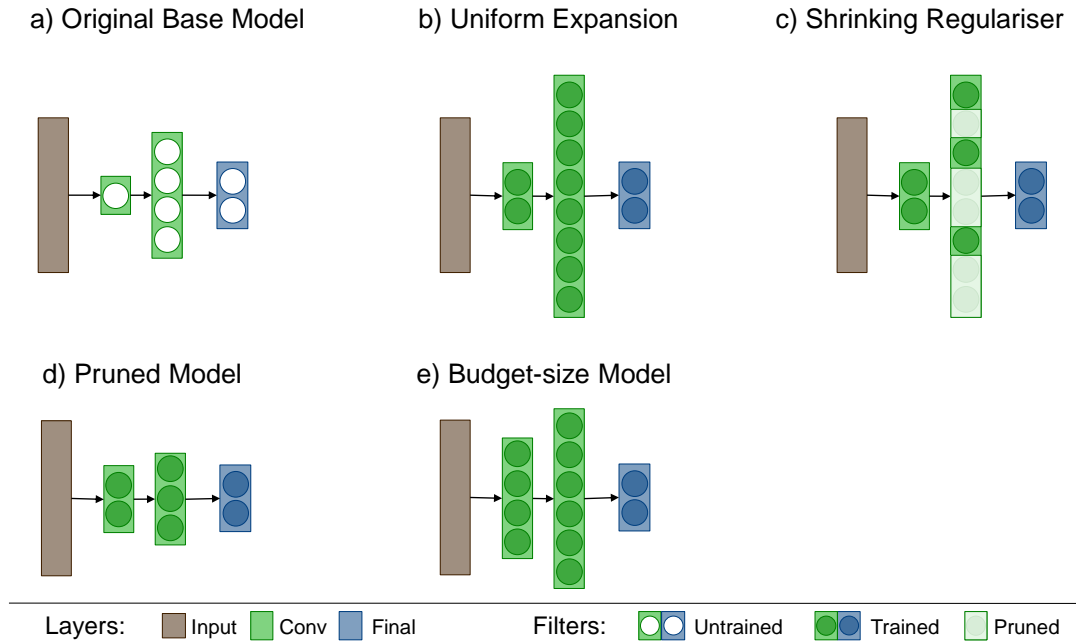 a) Original Base Model
b) Uniform Expansion
c) Shrinking Regulariser
d) Pruned Model
e) Budget-size Model
Layers: Input Conv Final Filters: Untrained Trained Pruned